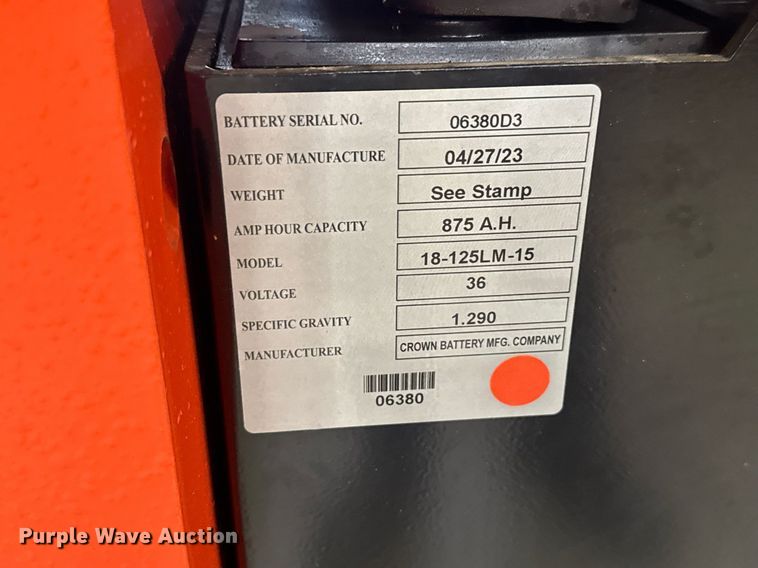 BATTERY SERIAL NO. 06380D3
DATE OF MANUFACTURE 04/27/23
WEIGHT See Stamp
AMP HOUR CAPACITY 875 A.H.
MODEL 18-125LM-15
VOLTAGE 36
SPECIFIC GRAVITY 1.290
MANUFACTURER CROWN BATTERY MFG. COMPANY
06380
Purple Wave Auction®